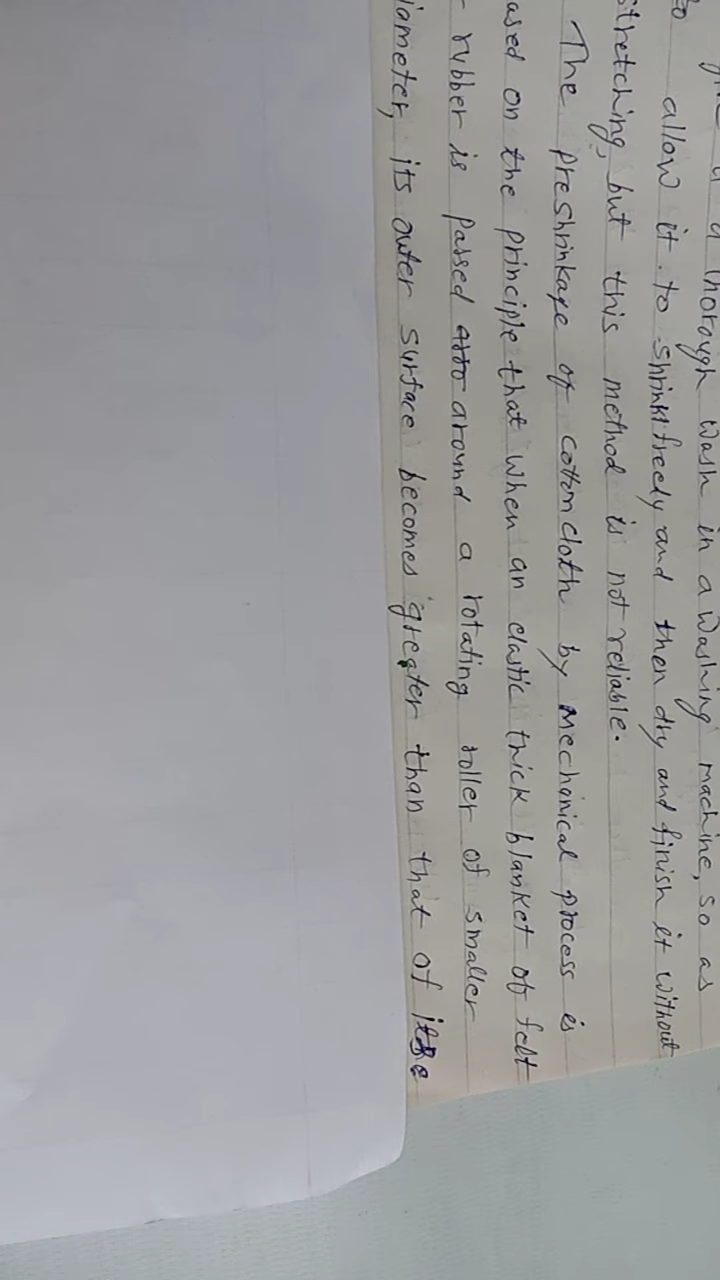 a thorough wash in a washing machine, so as
to allow it. to shrink freely and then dry and finish it without
stretching, but this method is not reliable.
The preshrinkage of cotton cloth by mechanical process is
ased on the principle that when an elastic thick blanket of felt
rubber is passed around a rotating roller of smaller
iameter, its outer surface becomes greater than that of